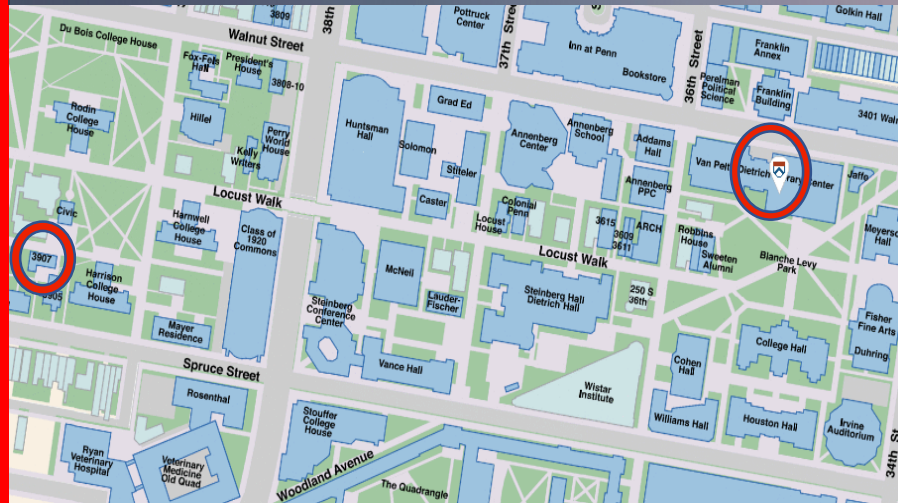 3809
38th
Pottruck
Center
37th Street
S
Golkin Hall
Du Bois College House
Walnut Street
Inn at Penn
Bookstore
36th Street
Franklin
Annex
Fox-Fels
Hall
President's
House
3808-10
Perelman
Political
Science
Franklin
Building
3401 Waln
Rodin
College
House
Hillel
Perry
World
House
Kelly
Writers
Huntsman
Hall
Grad Ed
Solomon
Stiteler
Caster
Annenberg
Center
Annenberg
School
Addams
Hall
Annenberg
PPC
Van Pelt Dietrich
rary Center
Jaffe
Locust Walk
Civic
Harnwell
College
House
Class of
1920
Commons
Colonial
Penn
Locust
House
3615
3609
3611
ARCH
Robbins
House
Sweeten
Alumni
Meyerso
Hall
Locust Walk
Blanche Levy
Park
3907
3905
Harrison
College
House
McNeil
Lauder-
Fischer
Steinberg
Conference
Center
Steinberg Hall
Dietrich Hall
250 S
36th
Mayer
Residence
Vance Hall
Cohen
Hall
College Hall
Fisher
Fine Arts
Duhring
Spruce Street
Wistar
Institute
Rosenthal
Stouffer
College
House
Williams Hall
Houston Hall
Irvine
Auditorium
34th St
Ryan
Veterinary
Hospital
Veterinary
Medicine
Old Quad
Woodland Avenue
The Quadrangle